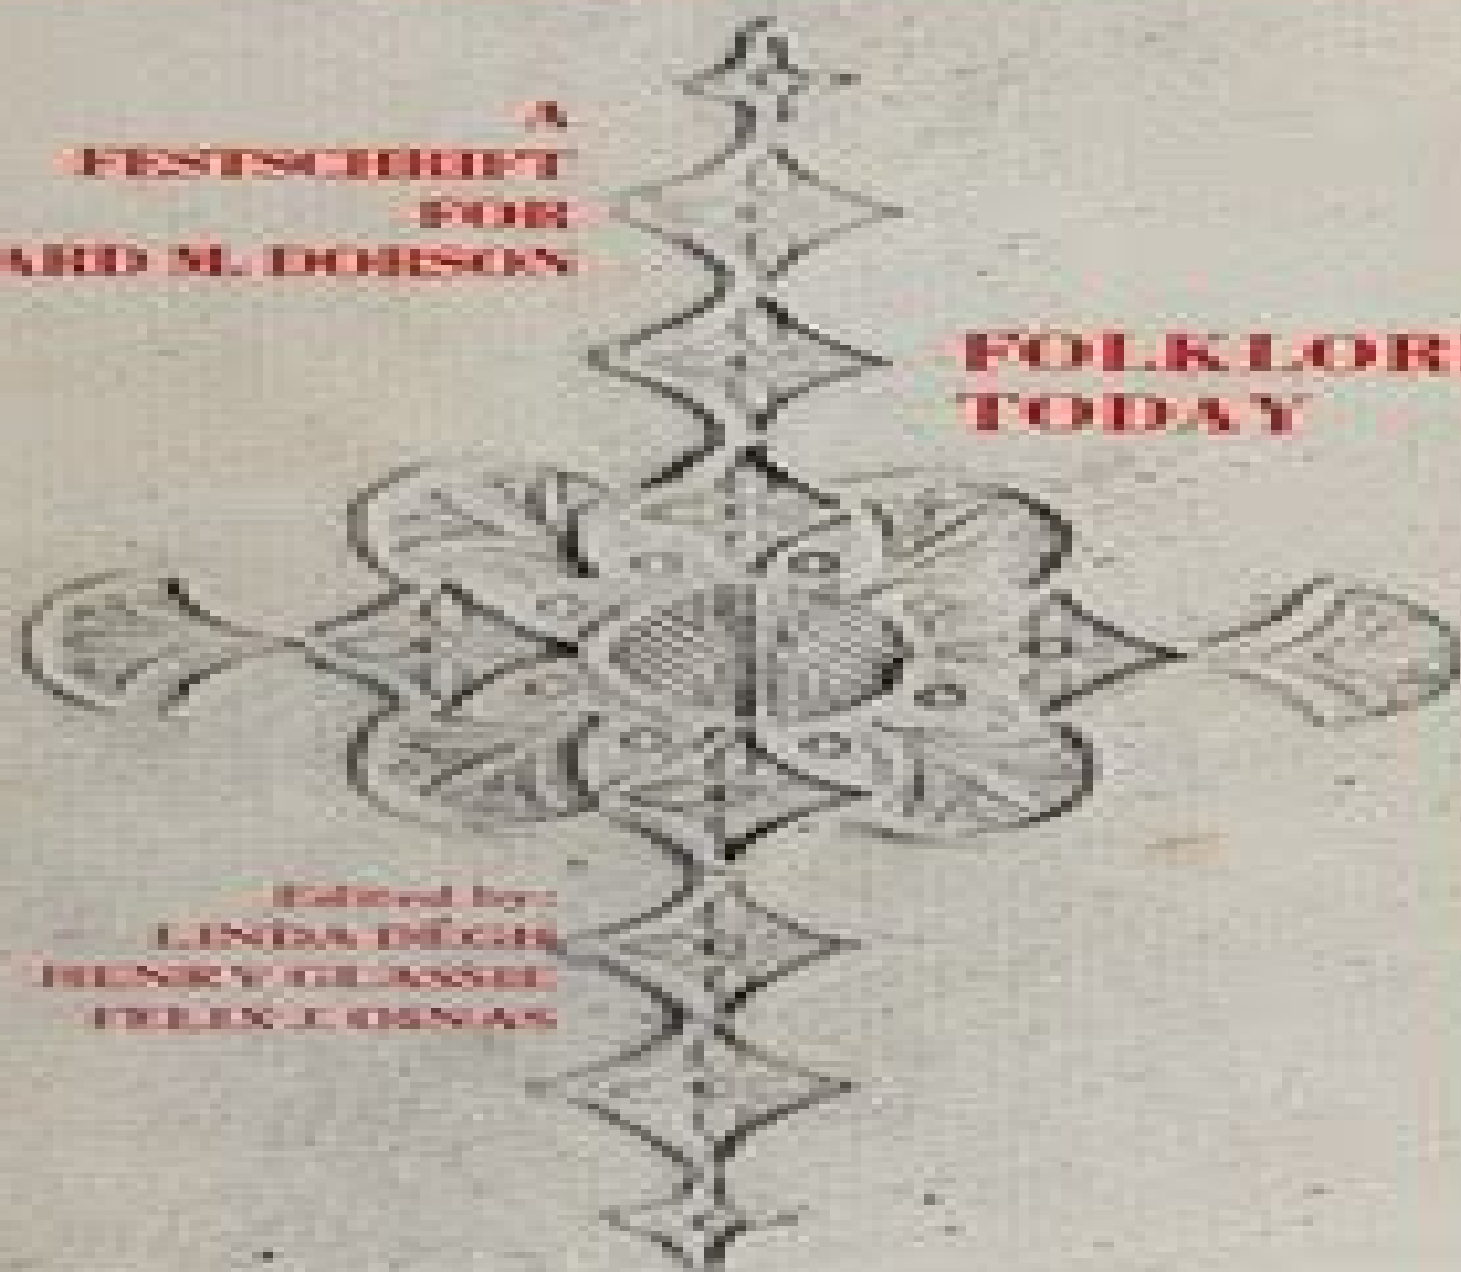 A
FESTSCHRIFT
FOR
ARD M. DORSON
FOLKLOR
TODAY
Edited by:
LINDA DÉGH
HENRY GLASSIE
FELIX J. OINAS